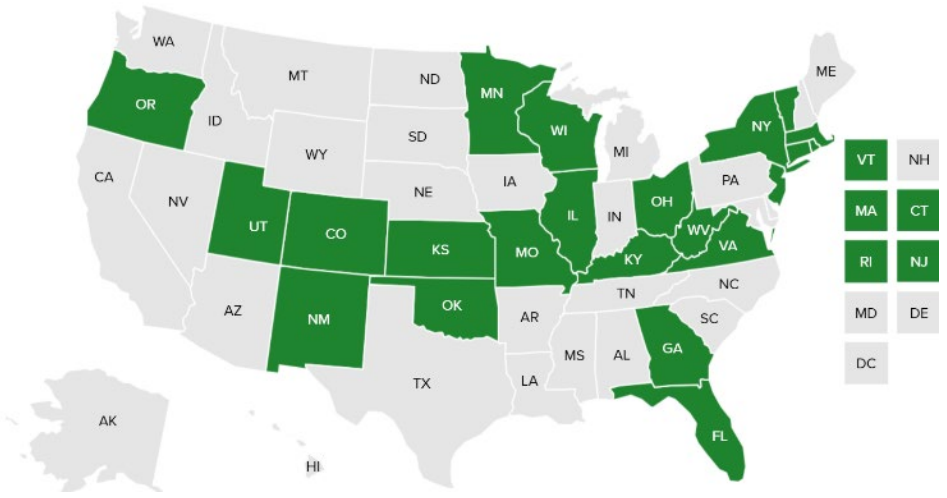 WA
ME
MT
ND
MN
OR
ID
SD
WI
NY
VT
NH
WY
MI
CA
NV
NE
IA
PA
MA
CT
UT
CO
IL
IN
OH
WV
VA
KS
MO
KY
RI
NJ
AZ
NM
OK
AR
TN
NC
SC
MD
DE
TX
LA
MS
AL
GA
DC
AK
HI
FL